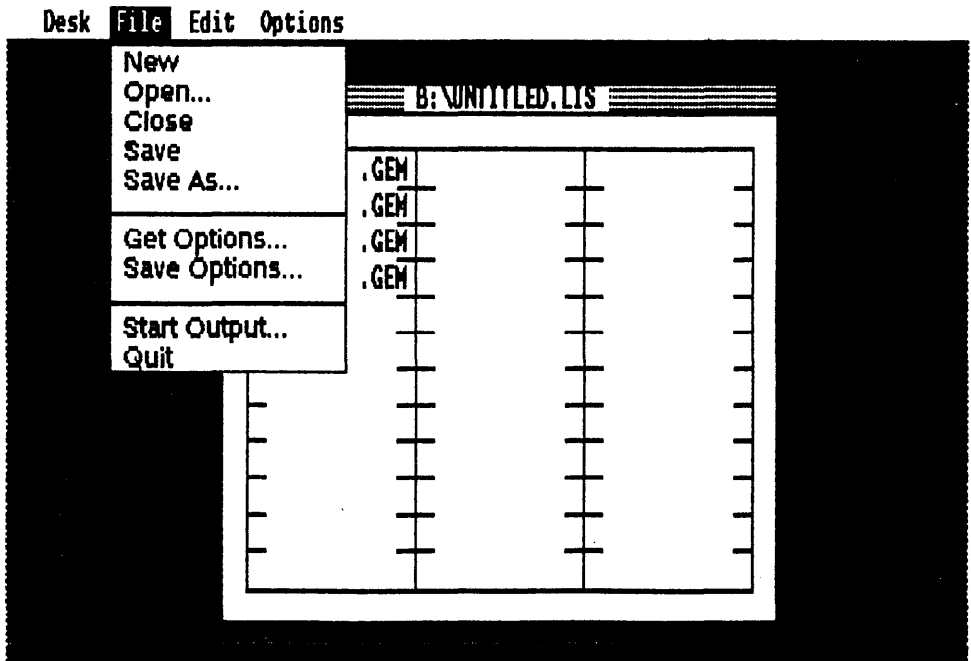 Desk File Edit Options
New
Open...
Close
Save
Save As...
Get Options...
Save Options...
Start Output...
Quit
B:\UNTITLED.LIS
.GEM
.GEM
.GEM
.GEM